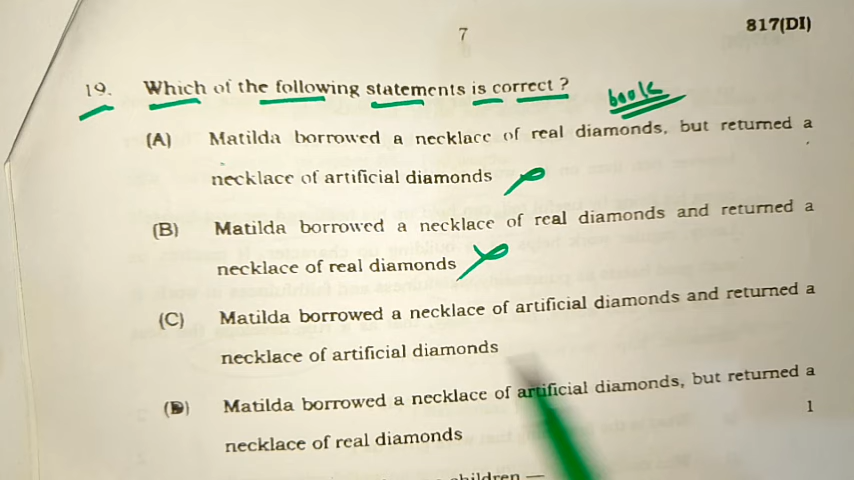 7
817(DI)
19. Which of the following statements is correct ?
book
(A) Matilda borrowed a necklace of real diamonds, but returned a
necklace of artificial diamonds
(B) Matilda borrowed a necklace of real diamonds and returned a
necklace of real diamonds
(C) Matilda borrowed a necklace of artificial diamonds and returned a
necklace of artificial diamonds
(D) Matilda borrowed a necklace of artificial diamonds, but returned a
1
necklace of real diamonds
children —